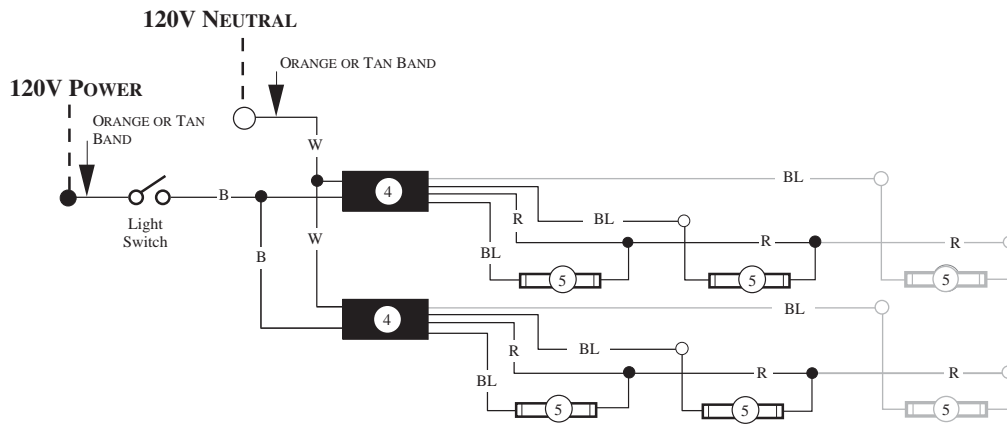 120V NEUTRAL
ORANGE OR TAN BAND
120V POWER
ORANGE OR TAN
BAND
W
4
BL
B
Light
Switch
R
BL
R
R
W
BL
B
5
5
5
4
BL
R
BL
R
R
BL
5
5
5